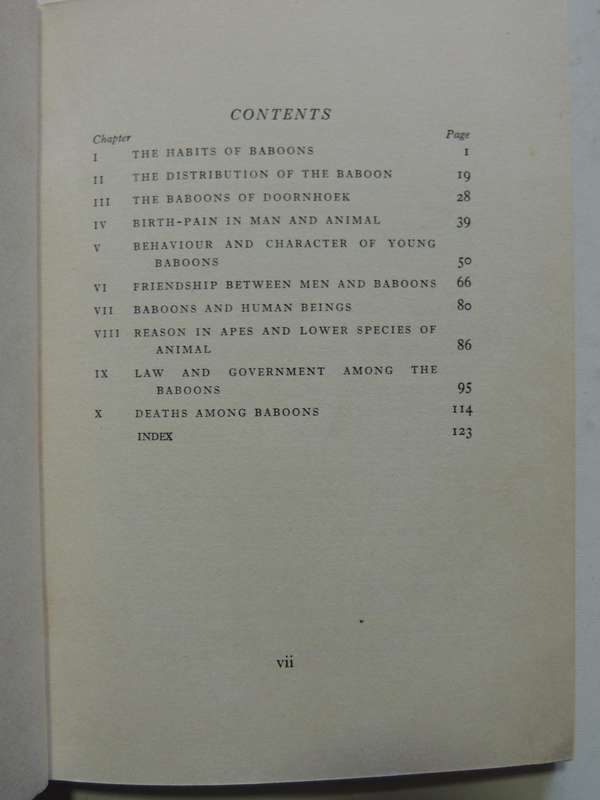 CONTENTS
Chapter Page
I THE HABITS OF BABOONS 1
II THE DISTRIBUTION OF THE BABOON 19
III THE BABOONS OF DOORNHOEK 28
IV BIRTH-PAIN IN MAN AND ANIMAL 39
V BEHAVIOUR AND CHARACTER OF YOUNG
BABOONS 50
VI FRIENDSHIP BETWEEN MEN AND BABOONS 66
VII BABOONS AND HUMAN BEINGS 80
VIII REASON IN APES AND LOWER SPECIES OF
ANIMAL 86
IX LAW AND GOVERNMENT AMONG THE
BABOONS 95
X DEATHS AMONG BABOONS 114
INDEX 123
vii